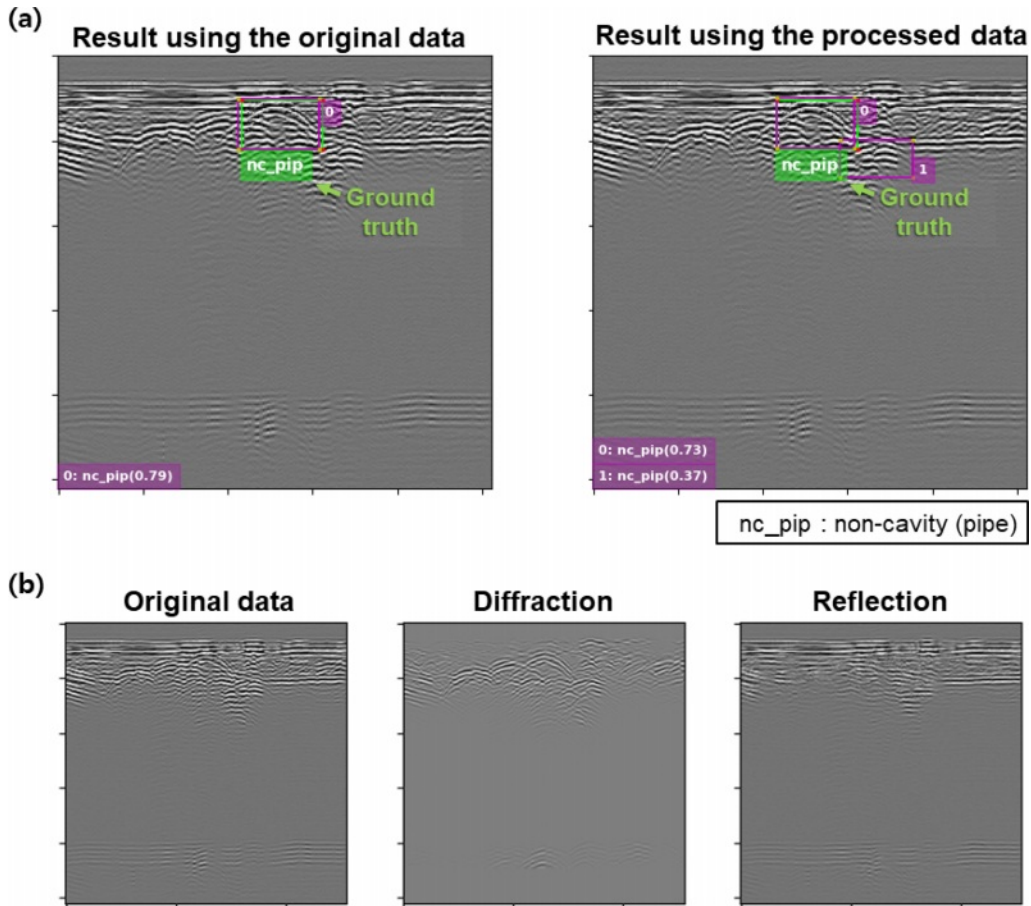 (a)
Result using the original data
0
nc_pip
Ground
truth
0: nc_pip(0.79)
Result using the processed data
0
nc_pip
1
Ground
truth
0: nc_pip(0.73)
1: nc_pip(0.37)
nc_pip : non-cavity (pipe)
(b)
Original data
Diffraction
Reflection